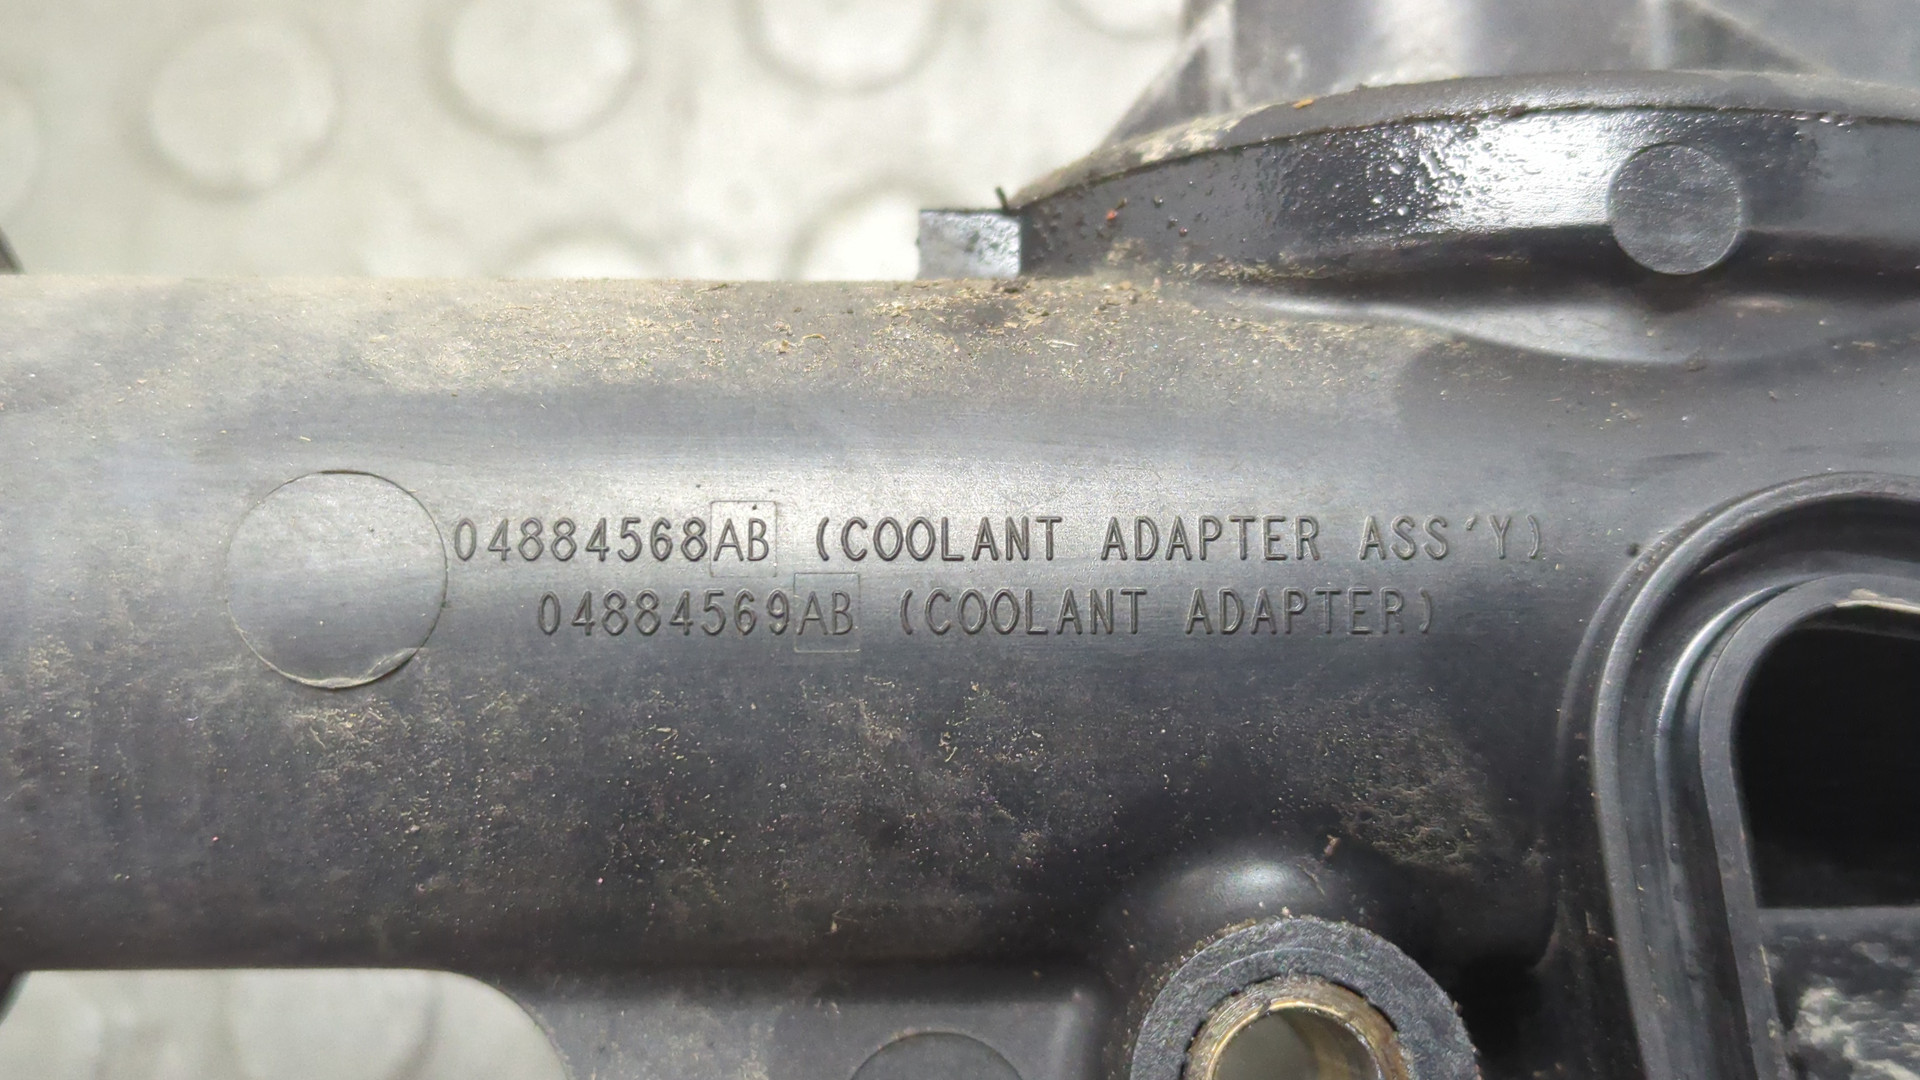 04884568AB (COOLANT ADAPTER ASS'Y)
04884569AB (COOLANT ADAPTER)